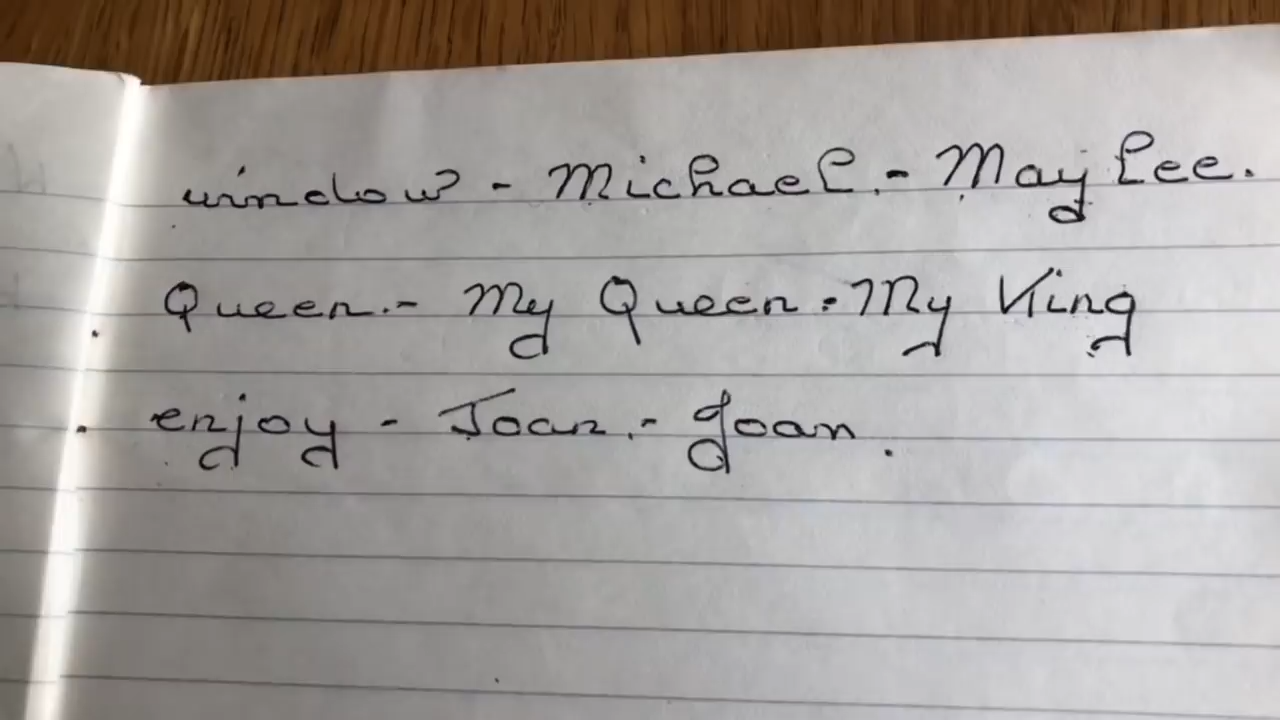 window - Michael. - May Lee.
Queen. - My Queen. My King
enjoy - Joan. - Joan.